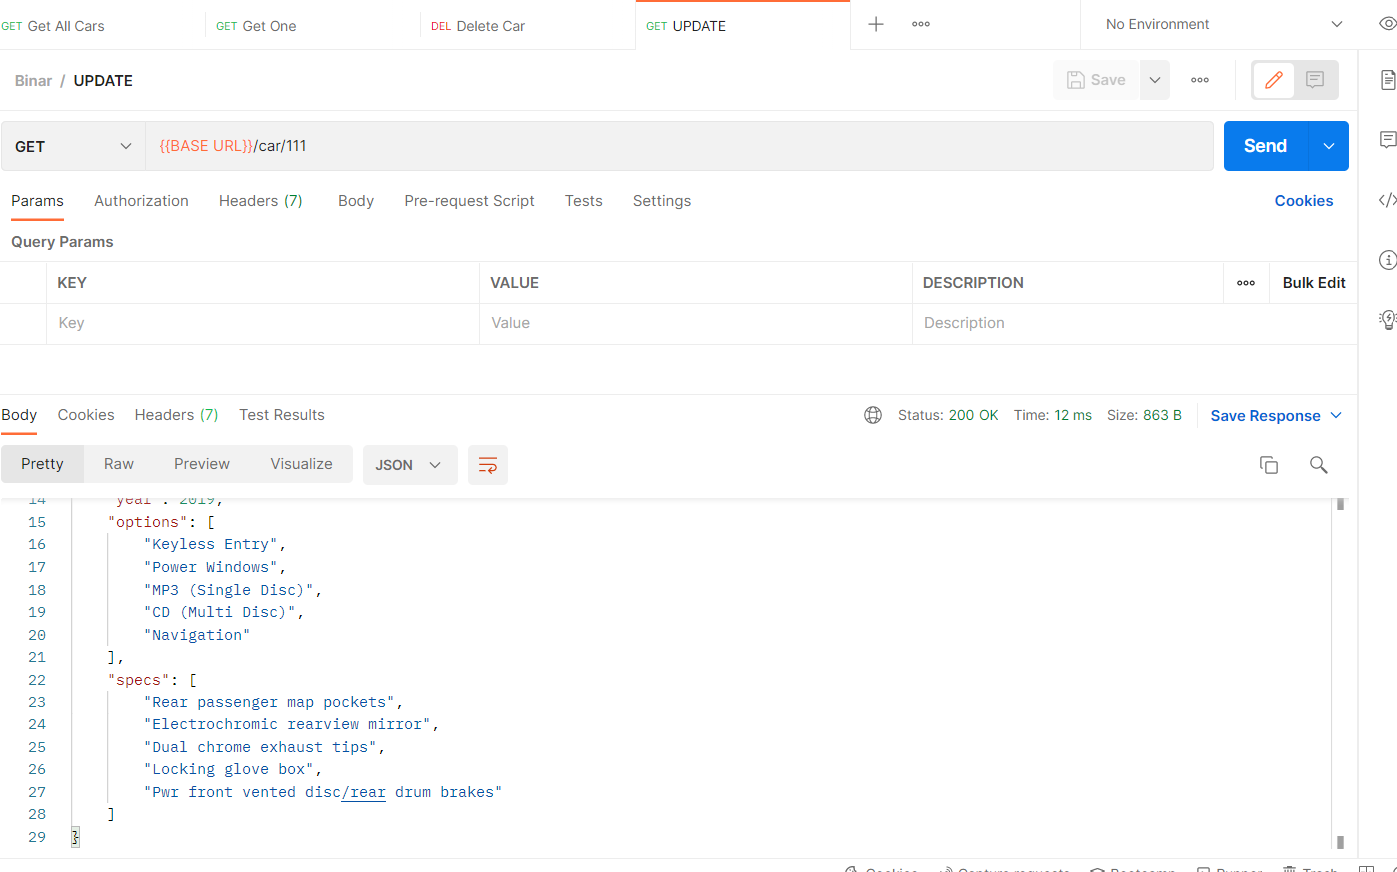 GET Get All Cars GET Get One DEL Delete Car GET UPDATE No Environment
Binar / UPDATE Save
GET {{BASE URL}}/car/111 Send
Params Authorization Headers (7) Body Pre-request Script Tests Settings Cookies
Query Params
KEY VALUE DESCRIPTION Bulk Edit
Key Value Description
Body Cookies Headers (7) Test Results Status: 200 OK Time: 12 ms Size: 863 B Save Response
Pretty Raw Preview Visualize JSON
14 "year": 2019,
15 "options": [
16 "Keyless Entry",
17 "Power Windows",
18 "MP3 (Single Disc)",
19 "CD (Multi Disc)",
20 "Navigation"
21 ],
22 "specs": [
23 "Rear passenger map pockets",
24 "Electrochromic rearview mirror",
25 "Dual chrome exhaust tips",
26 "Locking glove box",
27 "Pwr front vented disc/rear drum brakes"
28 ]
29 }
Cookies Capture requests Bootcamp Runner Trash